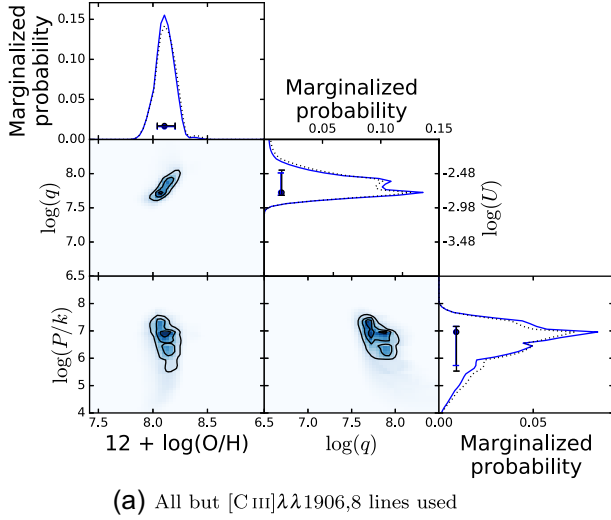 Marginalized
probability
0.15
0.10
0.05
0.00
Marginalized
probability
0.05 0.10 0.15
log(q)
8.0
7.5
7.0
6.5
-2.48
-2.98
-3.48
log(U)
log(P/k)
8
7
6
5
4
7.5 8.0 8.5 9.0
12 + log(O/H)
6.5 7.0 7.5 8.0
log(q)
0.0 0.05
Marginalized
probability
(a) All but [C III]λλ1906,8 lines used